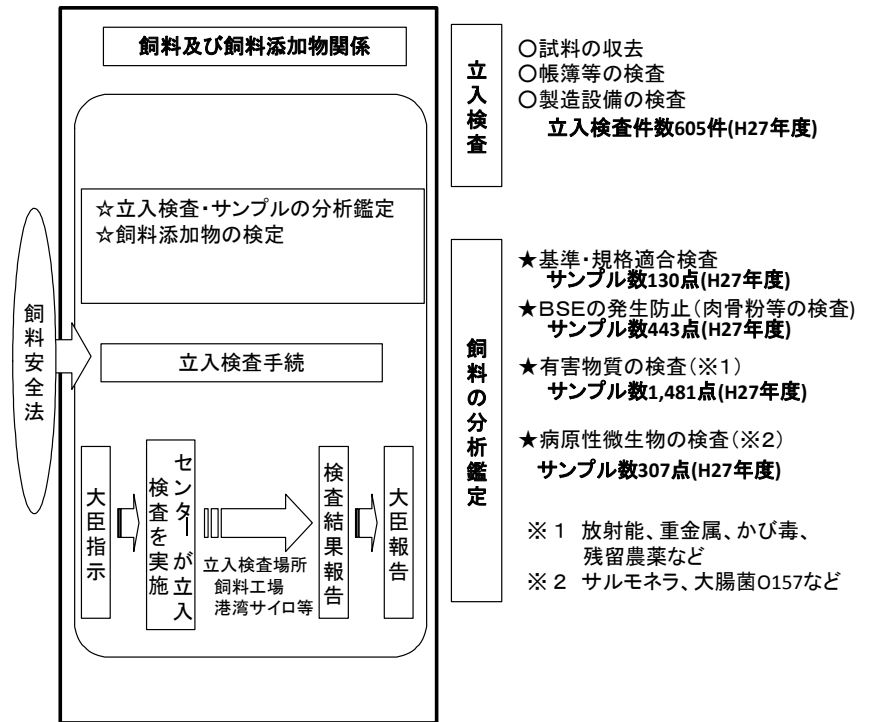 飼料及び飼料添加物関係
飼料安全法
☆立入検査・サンプルの分析鑑定
☆飼料添加物の検定
立入検査手続
大臣指示
センターが立入
検査を実施
立入検査場所
飼料工場
港湾サイロ等
検査結果報告
大臣報告
立入検査
○試料の収去
○帳簿等の検査
○製造設備の検査
立入検査件数605件(H27年度)
飼料の分析鑑定
★基準・規格適合検査
サンプル数130点(H27年度)
★BSEの発生防止(肉骨粉等の検査)
サンプル数443点(H27年度)
★有害物質の検査(※1)
サンプル数1,481点(H27年度)
★病原性微生物の検査(※2)
サンプル数307点(H27年度)
※1 放射能、重金属、かび毒、
残留農薬など
※2 サルモネラ、大腸菌O157など